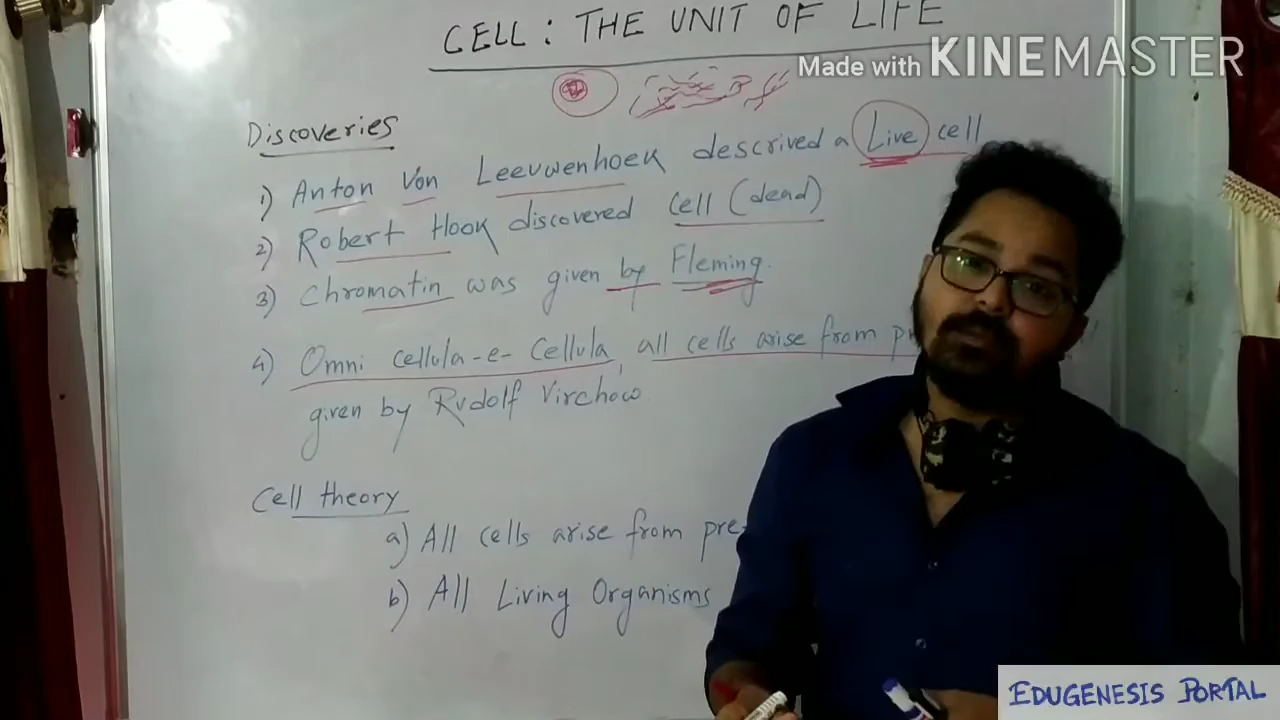 CELL : THE UNIT OF LIFE
Made with KINEMASTER
Discoveries
1) Anton Von Leeuwenhoek descrived a Live cell
2) Robert Hook discovered cell (dead)
3) Chromatin was given by Fleming.
4) Omni cellula-e-Cellula, all cells arise from
given by Rudolf Virchow
Cell theory
a) All cells arise from pre-
b) All Living Organisms
EDUGENESIS PORTAL